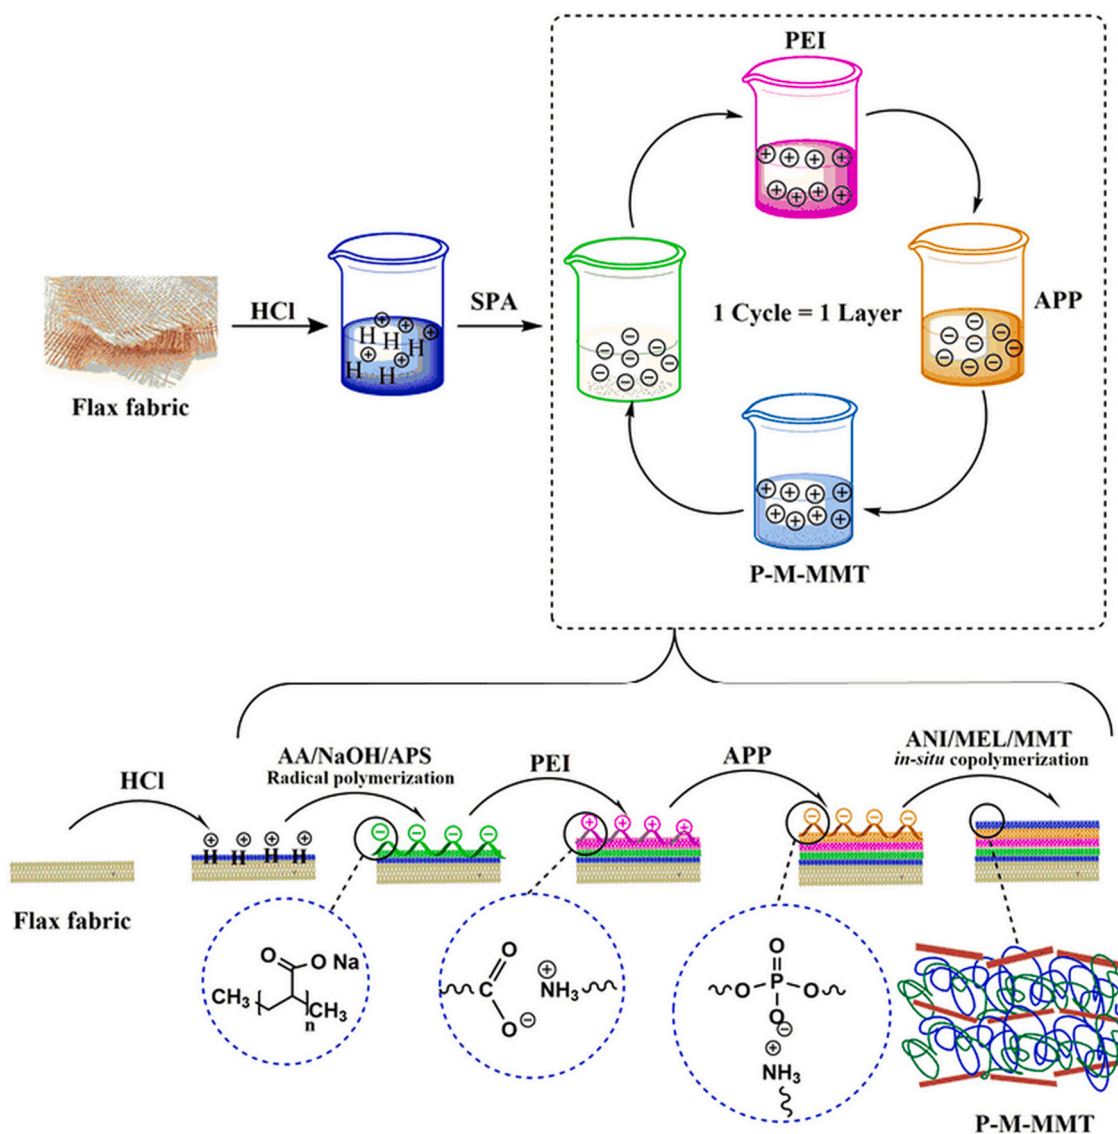 PEI
HCl
SPA
1 Cycle = 1 Layer
APP
H H H
H H
Flax fabric
P-M-MMT
HCl
AA/NaOH/APS
Radical polymerization
PEI
APP
ANI/MEL/MMT
in-situ copolymerization
H H H H
Flax fabric
O
O Na
CH₃
n
CH₃
O
C
O
NH₃
O
O P O
O
NH₃
P-M-MMT